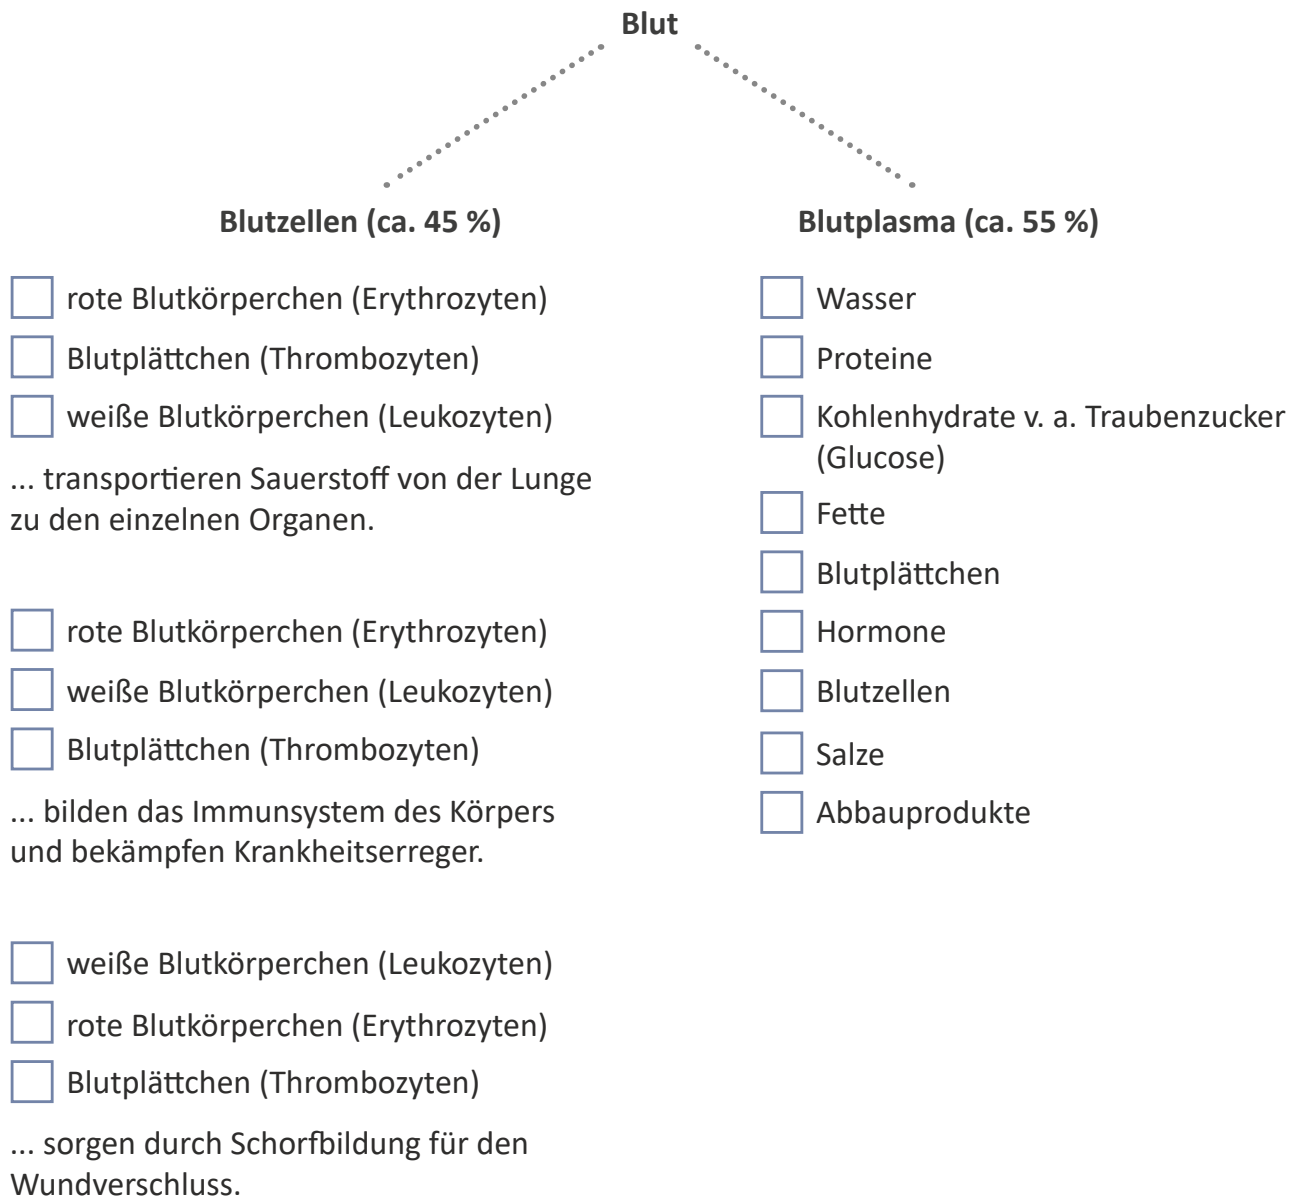 Blut
Blutzellen (ca. 45 %)
rote Blutkörperchen (Erythrozyten)
Blutplättchen (Thrombozyten)
weiße Blutkörperchen (Leukozyten)
... transportieren Sauerstoff von der Lunge
zu den einzelnen Organen.
rote Blutkörperchen (Erythrozyten)
weiße Blutkörperchen (Leukozyten)
Blutplättchen (Thrombozyten)
... bilden das Immunsystem des Körpers
und bekämpfen Krankheitserreger.
weiße Blutkörperchen (Leukozyten)
rote Blutkörperchen (Erythrozyten)
Blutplättchen (Thrombozyten)
... sorgen durch Schorfbildung für den
Wundverschluss.
Blutplasma (ca. 55 %)
Wasser
Proteine
Kohlenhydrate v. a. Traubenzucker
(Glucose)
Fette
Blutplättchen
Hormone
Blutzellen
Salze
Abbauprodukte